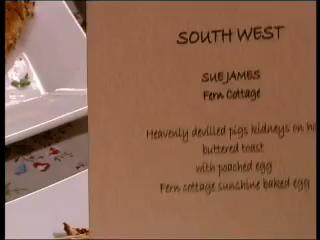 SOUTH WEST
SUE JAMES
Fern Cottage
Heavenly devilled pigs kidneys on
buttered toast
with poached egg
Fern cottage sunshine baked egg